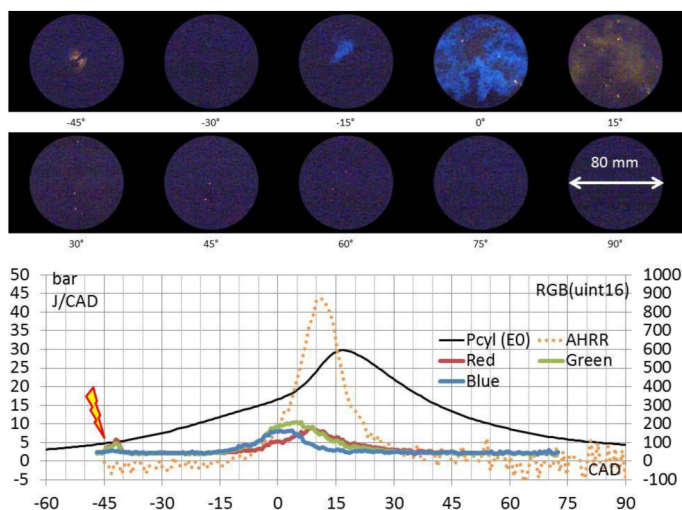 -45° -30° -15° 0° 15°
80 mm
30° 45° 60° 75° 90°
50 bar RGB(uint16) 1000
45 J/CAD 900
40 800
35 Pcyl (E0) AHRR 700
30 Red Green 600
25 Blue 500
20 400
15 300
10 200
5 100
0 CAD 0
-5 -100
-60 -45 -30 -15 0 15 30 45 60 75 90